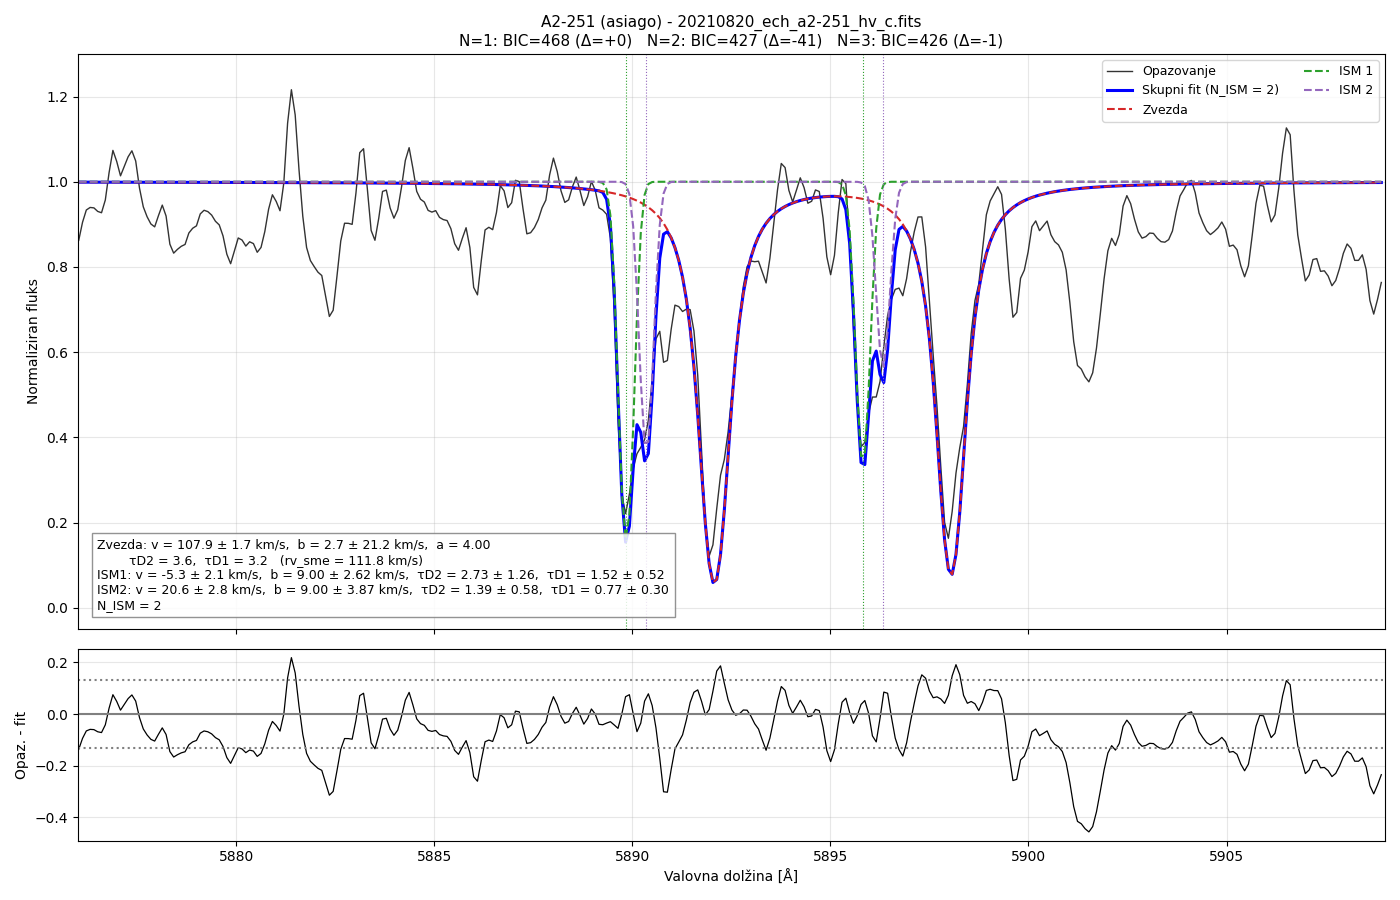 A2-251 (asiago) - 20210820_ech_a2-251_hv_c.fits
N=1: BIC=468 (Δ=+0)   N=2: BIC=427 (Δ=-41)   N=3: BIC=426 (Δ=-1)
Opazovanje
Skupni fit (N_ISM = 2)
Zvezda
ISM 1
ISM 2
Normaliziran fluks
1.2
1.0
0.8
0.6
0.4
0.2
0.0
Zvezda: v = 107.9 ± 1.7 km/s,  b = 2.7 ± 21.2 km/s,  a = 4.00
τD2 = 3.6,  τD1 = 3.2   (rv_sme = 111.8 km/s)
ISM1: v = -5.3 ± 2.1 km/s,  b = 9.00 ± 2.62 km/s,  τD2 = 2.73 ± 1.26,  τD1 = 1.52 ± 0.52
ISM2: v = 20.6 ± 2.8 km/s,  b = 9.00 ± 3.87 km/s,  τD2 = 1.39 ± 0.58,  τD1 = 0.77 ± 0.30
N_ISM = 2
Opaz. - fit
0.2
0.0
−0.2
−0.4
5880
5885
5890
5895
5900
5905
Valovna dolžina [Å]